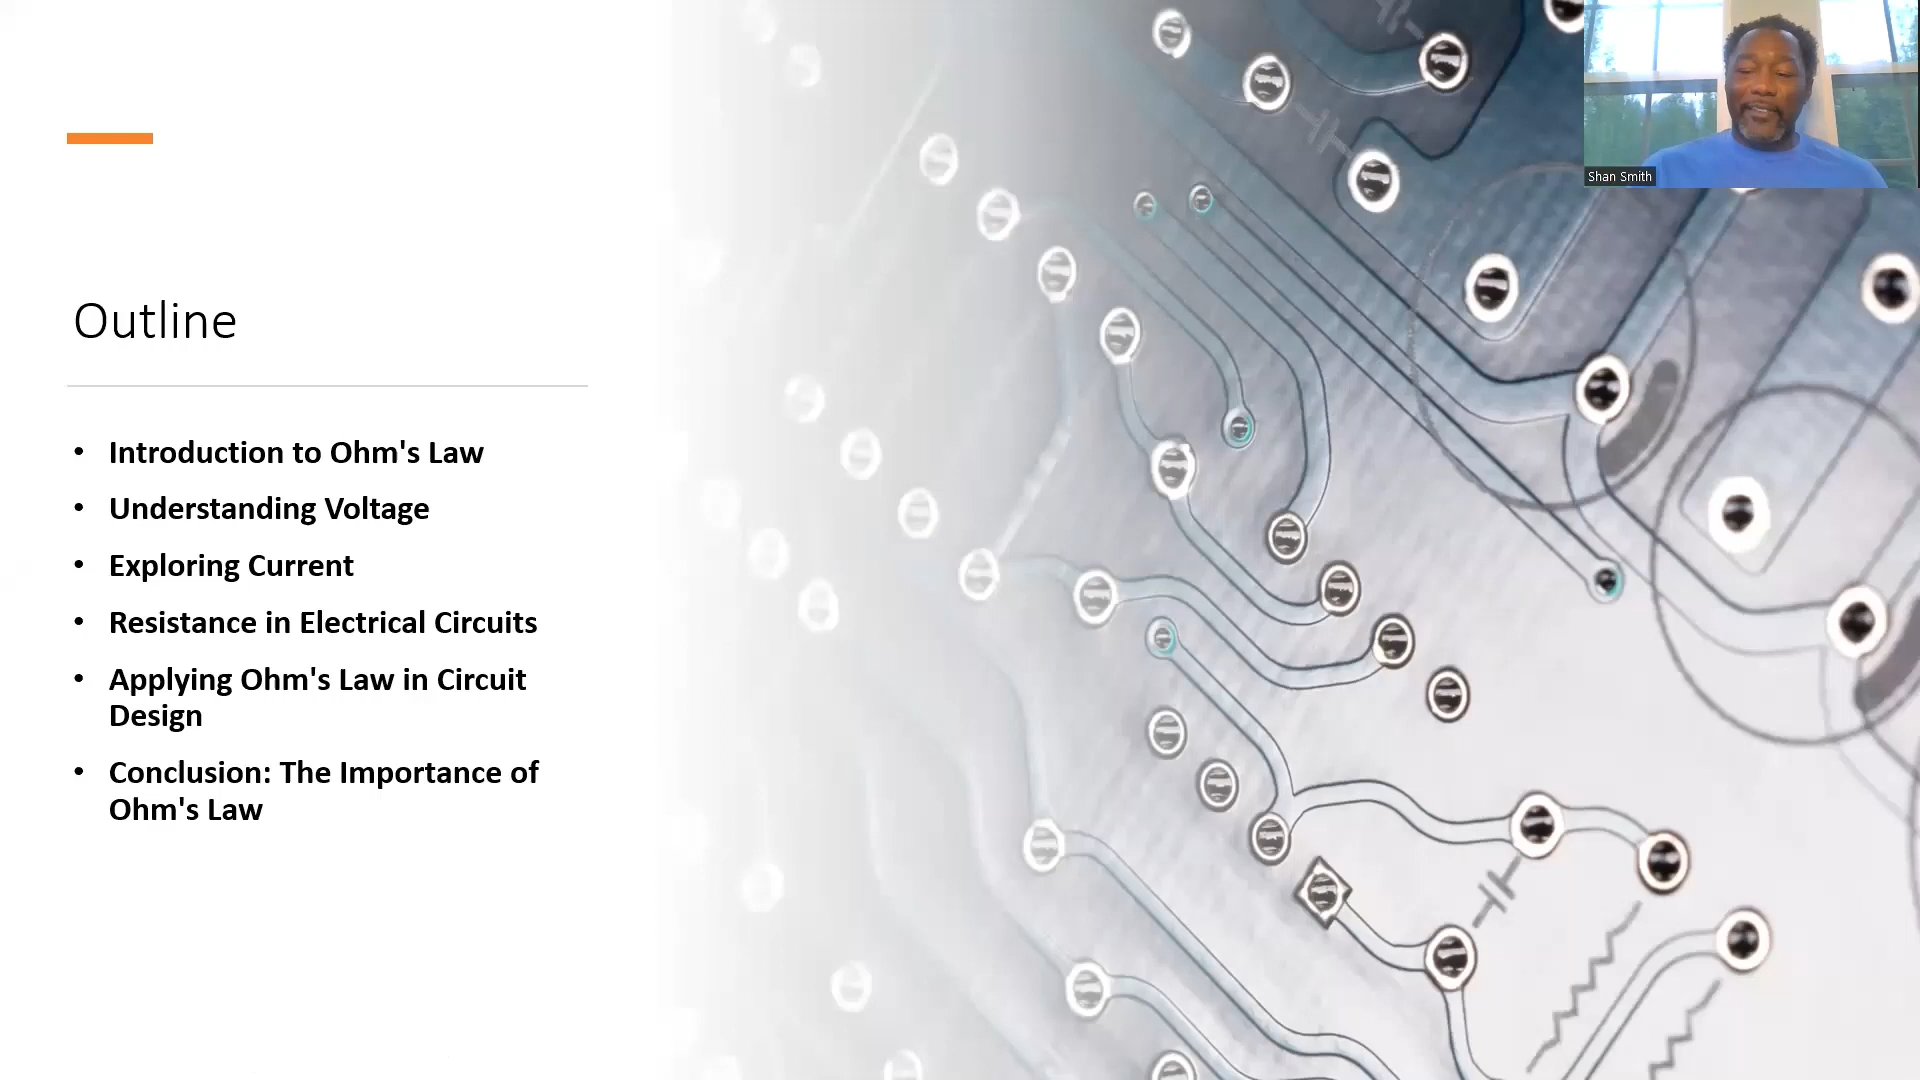 Shan Smith
Outline
• Introduction to Ohm's Law
• Understanding Voltage
• Exploring Current
• Resistance in Electrical Circuits
• Applying Ohm's Law in Circuit
Design
• Conclusion: The Importance of
Ohm's Law